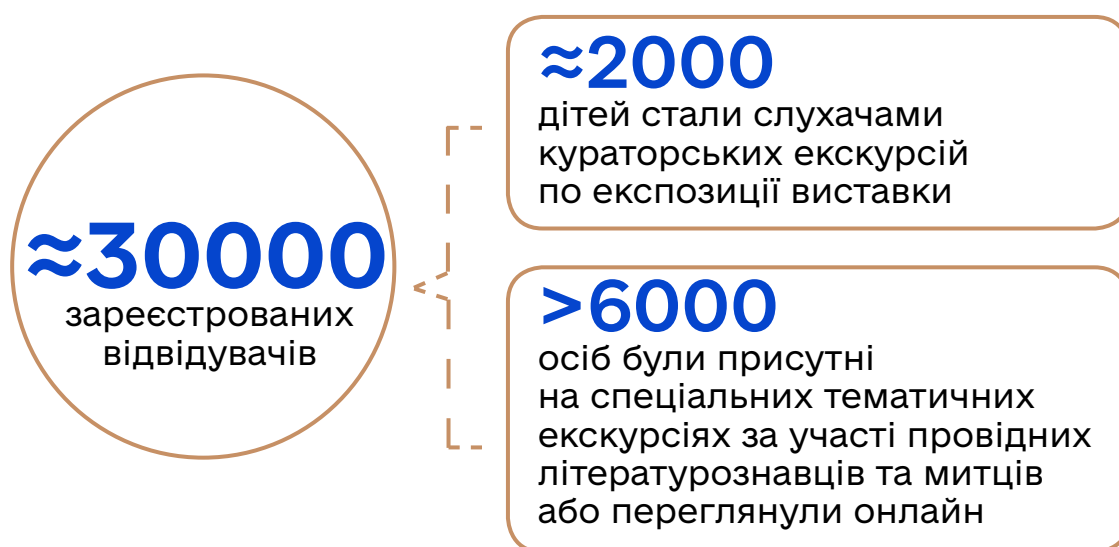 ≈30000
зареєстрованих
відвідувачів
≈2000
дітей стали слухачами
кураторських екскурсій
по експозиції виставки
>6000
осіб були присутні
на спеціальних тематичних
екскурсіях за участі провідних
літературознавців та митців
або переглянули онлайн